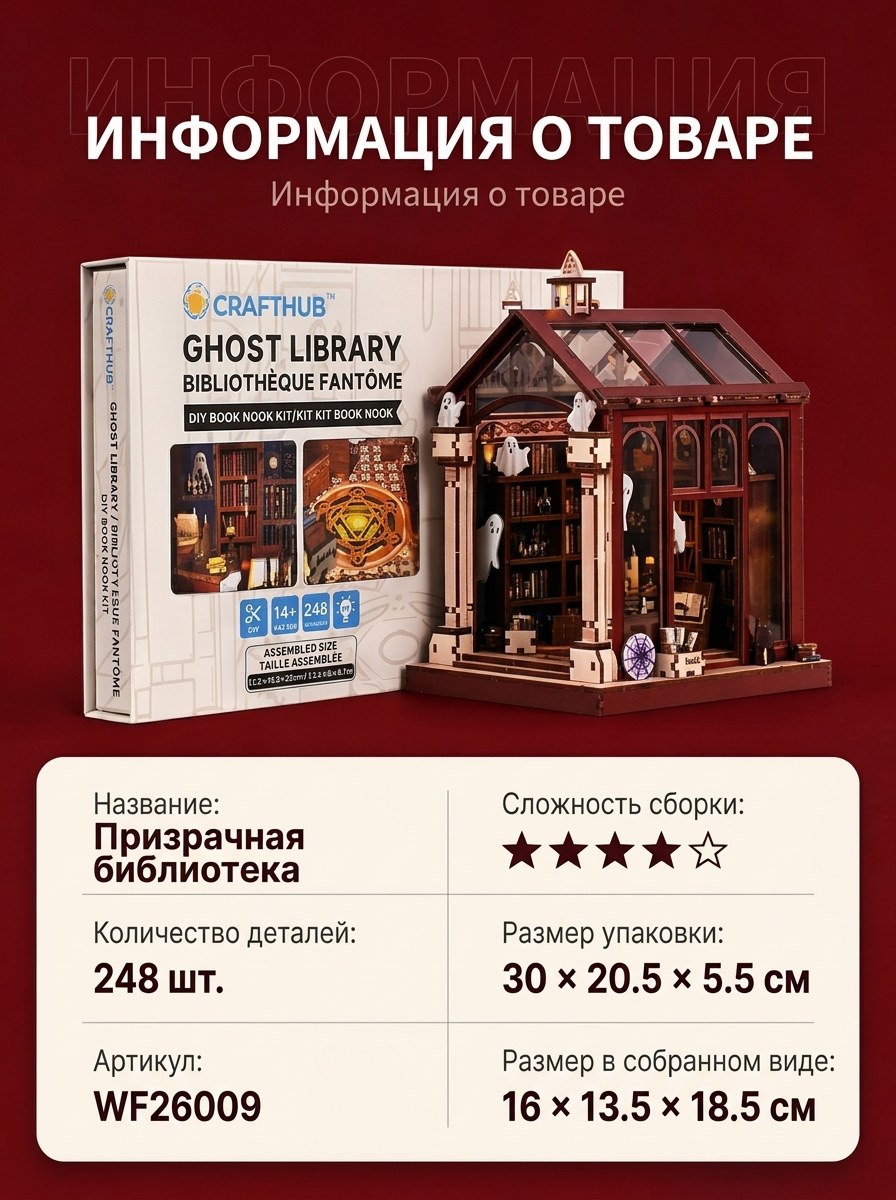 ИНФОРМАЦИЯ
ИНФОРМАЦИЯ О ТОВАРЕ
Информация о товаре
CRAFTHUB™
GHOST LIBRARY
BIBLIOTHÈQUE FANTÔME
DIY BOOK NOOK KIT/KIT KIT BOOK NOOK
DIY
14+
248
ASSEMBLED SIZE
TAILLE ASSEMBLÉE
CRAFTHUB
GHOST LIBRARY /
FANTOME
DIY BOOK NOOK KIT
Название:
Призрачная
библиотека
Сложность сборки:
Количество деталей:
248 шт.
Размер упаковки:
30 × 20.5 × 5.5 см
Артикул:
WF26009
Размер в собранном виде:
16 × 13.5 × 18.5 см